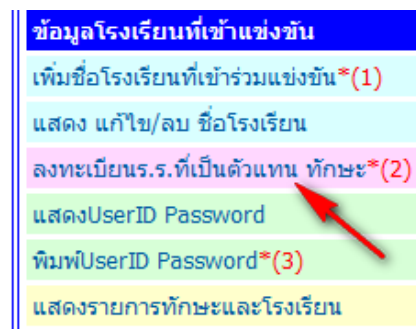 ข้อมูลโรงเรียนที่เข้าแข่งขัน
เพิ่มชื่อโรงเรียนที่เข้าร่วมแข่งขัน*(1)
แสดง แก้ไข/ลบ ชื่อโรงเรียน
ลงทะเบียนร.ร.ที่เป็นตัวแทน ทักษะ*(2)
แสดงUserID Password
พิมพ์UserID Password*(3)
แสดงรายการทักษะและโรงเรียน